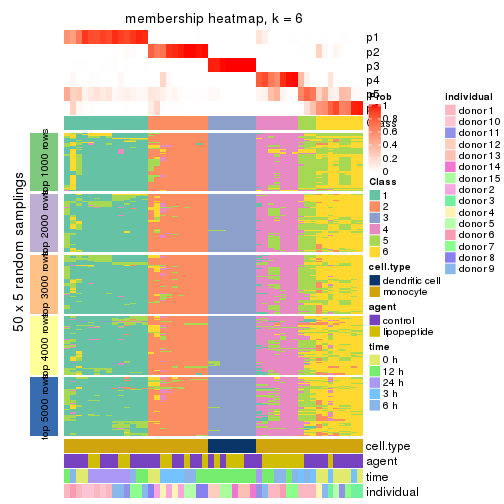 membership heatmap, k = 6
p1
p2
p3
p4
p5
Prob
1
0.8
0.6
0.4
0.2
0
Class
1
2
3
4
5
6
cell.type
dendritic cell
monocyte
agent
control
lipopeptide
time
0 h
12 h
24 h
3 h
6 h
individual
donor 1
donor 10
donor 11
donor 12
donor 13
donor 14
donor 15
donor 2
donor 3
donor 4
donor 5
donor 6
donor 7
donor 8
donor 9
50 x 5 random samplings
top 1000 rows
top 2000 rows
top 3000 rows
top 4000 rows
top 5000 rows
cell.type
agent
time
individual